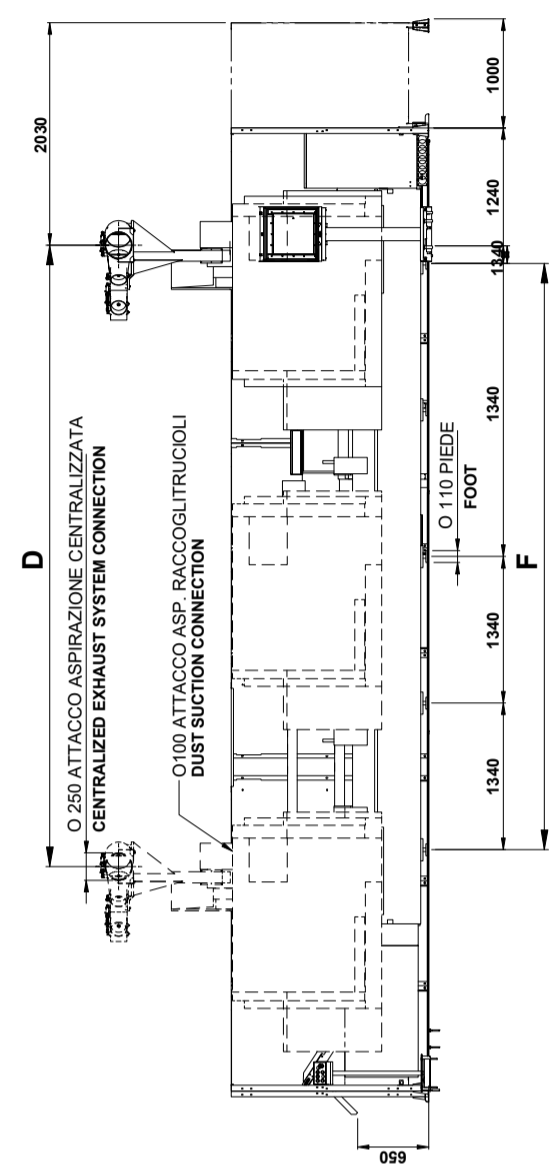 2030
D
O 250 ATTACCO ASPIRAZIONE CENTRALIZZATA
CENTRALIZED EXHAUST SYSTEM CONNECTION
O100 ATTACCO ASP. RACCOGLITRUCIOLI
DUST SUCTION CONNECTION
650
1340
1340
1340
1340
1240
1000
O 110 PIEDE
FOOT
F